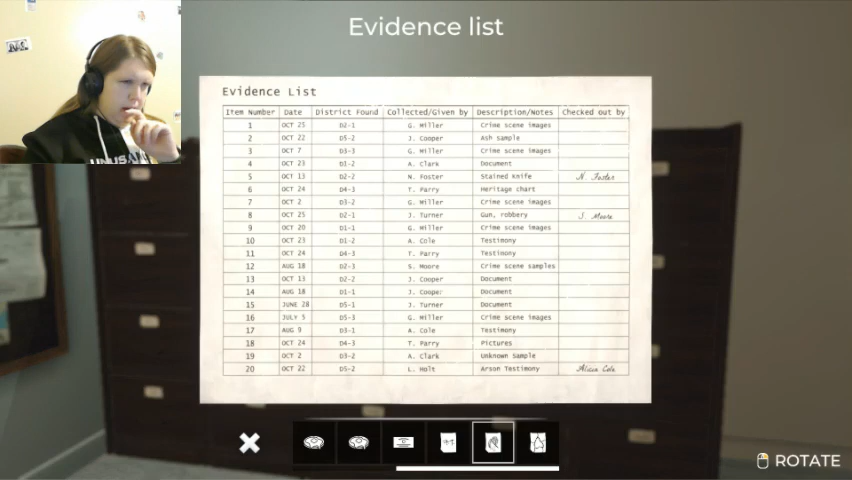 Evidence list
Evidence List
Item Number Date District Found Collected/Given by Description/Notes Checked out by
1 OCT 25 D2-1 G. Miller Crime scene images
2 OCT 22 D5-2 J. Cooper Ash sample
3 OCT 7 D3-3 G. Miller Crime scene images
4 OCT 23 D1-2 A. Clark Document
5 OCT 13 D2-2 N. Foster Stained knife N. Foster
6 OCT 24 D4-3 T. Parry Heritage chart
7 OCT 2 D3-2 G. Miller Crime scene images
8 OCT 25 D2-1 J. Turner Gun, robbery J. Moore
9 OCT 20 D1-1 G. Miller Crime scene images
10 OCT 23 D1-2 A. Cole Testimony
11 OCT 24 D4-3 T. Parry Testimony
12 AUG 18 D2-3 S. Moore Crime scene samples
13 OCT 13 D2-2 J. Cooper Document
14 AUG 18 D1-1 J. Cooper Document
15 JUNE 28 D5-1 J. Turner Document
16 JULY 5 D5-3 G. Miller Crime scene images
17 AUG 9 D3-1 A. Cole Testimony
18 OCT 24 D4-3 T. Parry Pictures
19 OCT 2 D3-2 A. Clark Unknown sample
20 OCT 22 D5-2 L. Holt Arson Testimony Alice Cole
ROTATE